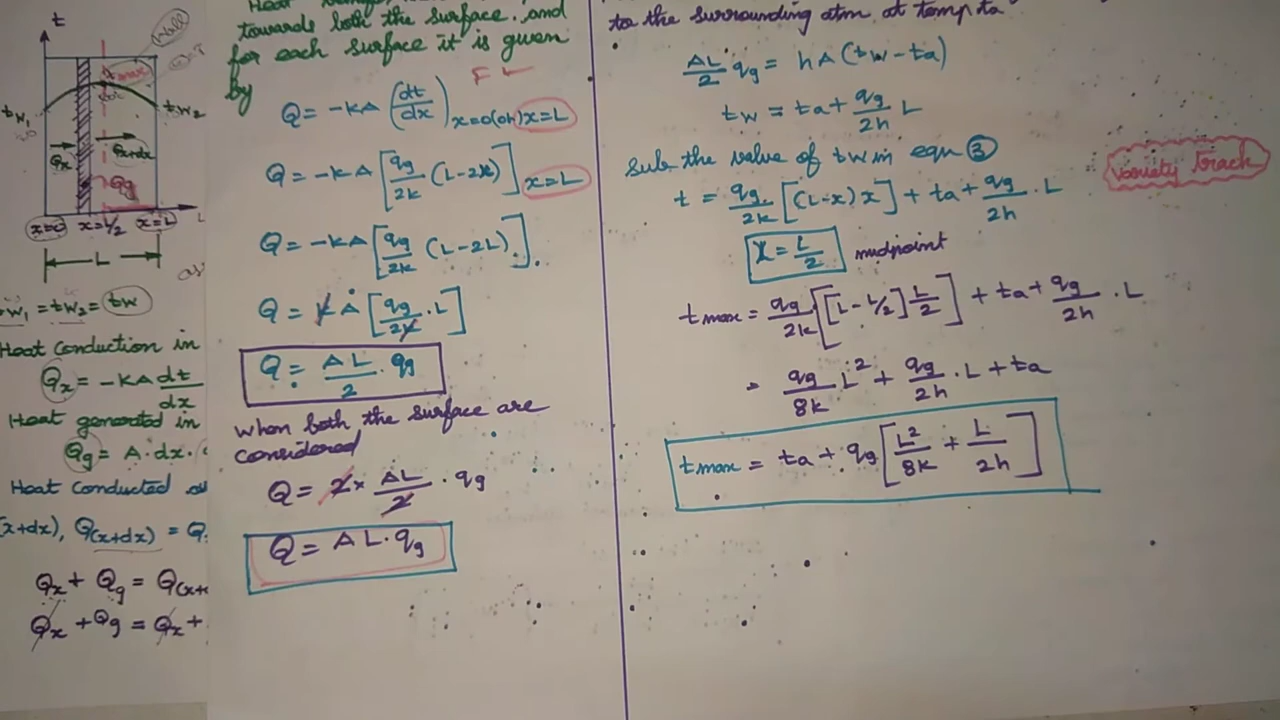 t
Wall
tmax
tw₁
tw₂
Qx
Qx+dx
Qg
x=0 x=L/2 x=L
L
tw₁ = tw₂ = tw
Heat Conduction in
Qx = -KA dt/dx
Heat generated in
Qg = A·dx·
Heat Conducted
(x+dx), Q(x+dx) = Q
Qx + Qg = Q(x+
Qx + Qg = Qx +
towards both the surface. and
for each surface it is given
by
Q = -KA (dt/dx) x=0(or) x=L
Q = -KA [qg/2k (L-2x)] x=L
Q = -KA [qg/2k (L-2L)].
Q = K A [qg/2K · L]
Q = AL/2 · qg
when both the surface are
considered
Q = 2 × AL/2 · qg
Q = AL·qg
to the surrounding atm at temp ta
AL/2 qg = hA(tw-ta)
tw = ta + qg/2h L
Sub the value of tw in eqn ③
t = qg/2k [(L-x)x] + ta + qg/2h · L
x = L/2 midpoint
tmax = qg/2k [[L-L/2] L/2] + ta + qg/2h · L
= qg/8k L² + qg/2h · L + ta
tmax = ta + qg [L²/8k + L/2h]
Variety track